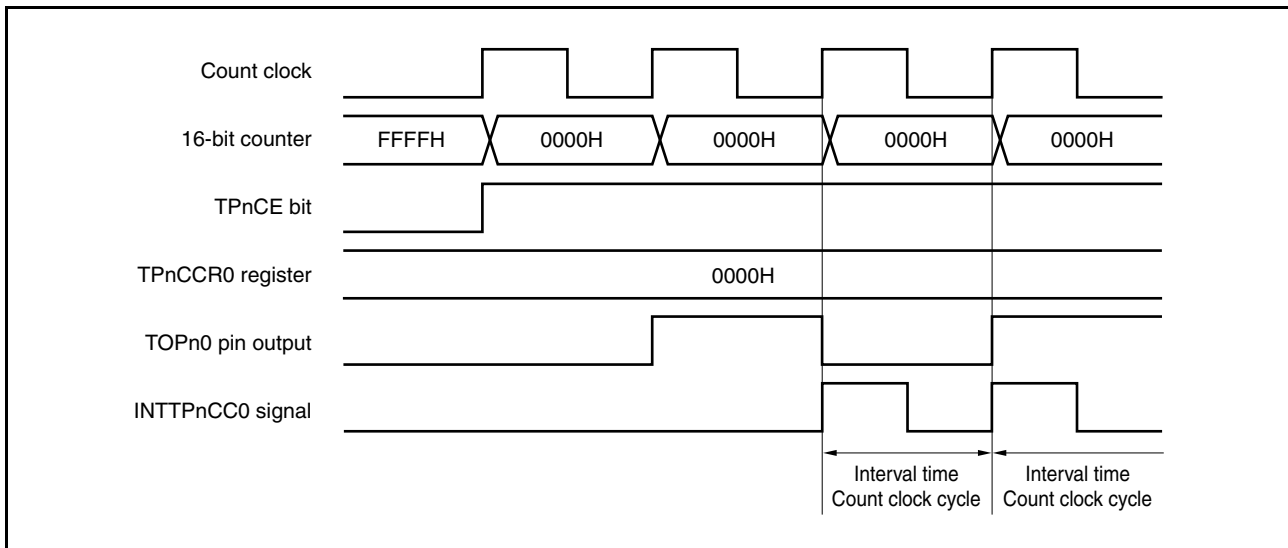 Count clock
16-bit counter
FFFFH 0000H 0000H 0000H 0000H
TPnCE bit
TPnCCR0 register
0000H
TOPn0 pin output
INTTPnCC0 signal
Interval time
Count clock cycle
Interval time
Count clock cycle